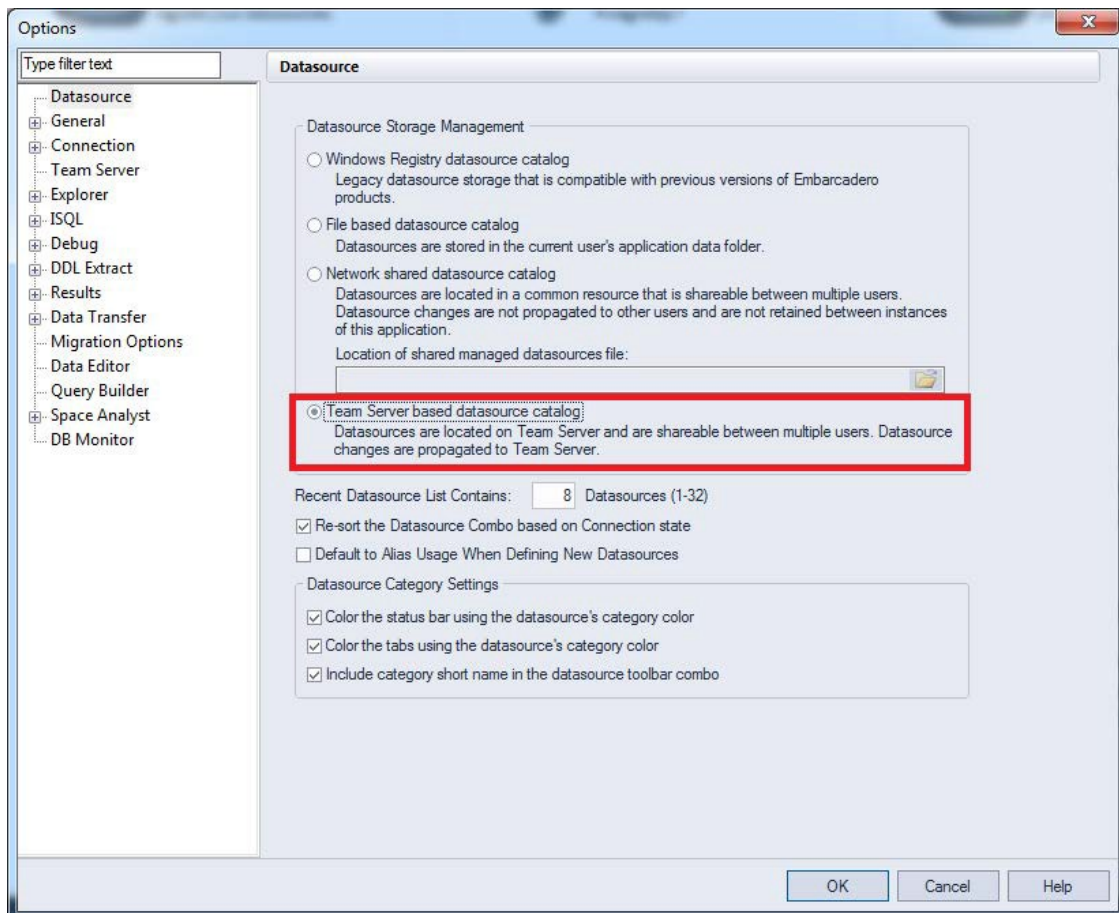 Options
Type filter text
Datasource
General
Connection
Team Server
Explorer
ISQL
Debug
DDL Extract
Results
Data Transfer
Migration Options
Data Editor
Query Builder
Space Analyst
DB Monitor
Datasource
Datasource Storage Management
Windows Registry datasource catalog
Legacy datasource storage that is compatible with previous versions of Embarcadero
products.
File based datasource catalog
Datasources are stored in the current user's application data folder.
Network shared datasource catalog
Datasources are located in a common resource that is shareable between multiple users.
Datasource changes are not propagated to other users and are not retained between instances
of this application.
Location of shared managed datasources file:
Team Server based datasource catalog
Datasources are located on Team Server and are shareable between multiple users. Datasource
changes are propagated to Team Server.
Recent Datasource List Contains: 8 Datasources (1-32)
Re-sort the Datasource Combo based on Connection state
Default to Alias Usage When Defining New Datasources
Datasource Category Settings
Color the status bar using the datasource's category color
Color the tabs using the datasource's category color
Include category short name in the datasource toolbar combo
OK Cancel Help